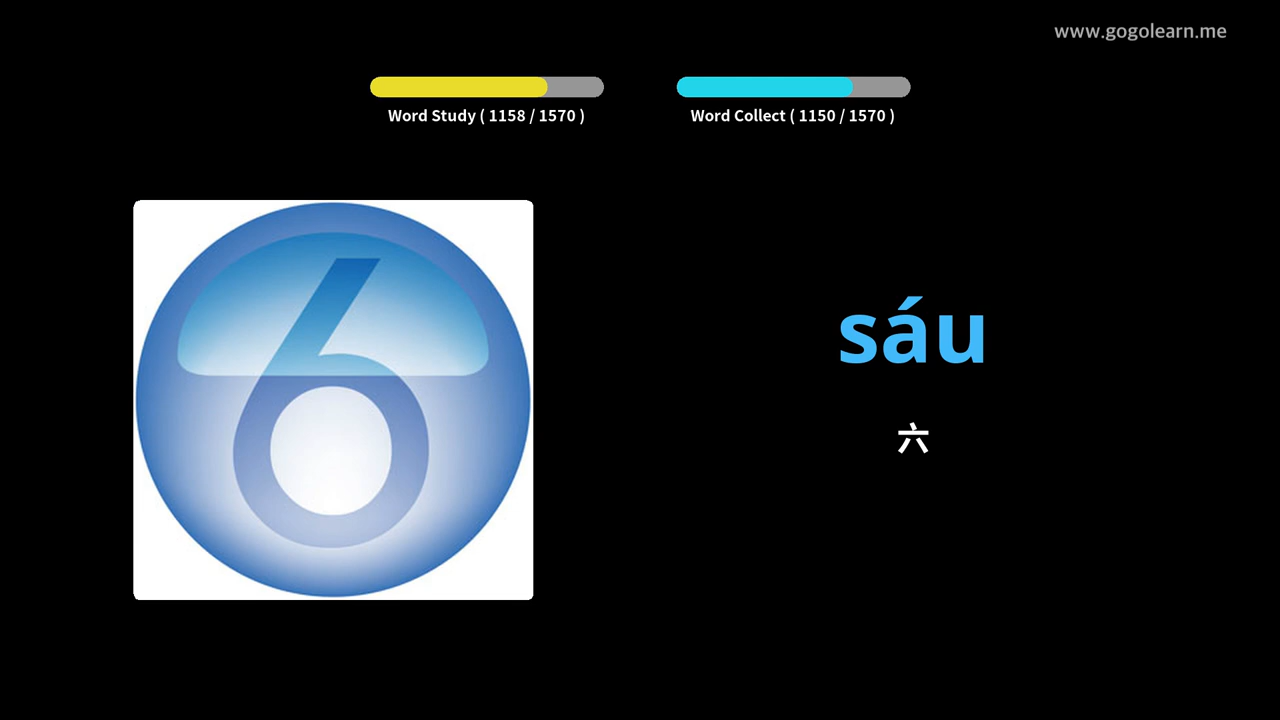 www.gogolearn.me
Word Study ( 1158 / 1570 )
Word Collect ( 1150 / 1570 )
6
sáu
六